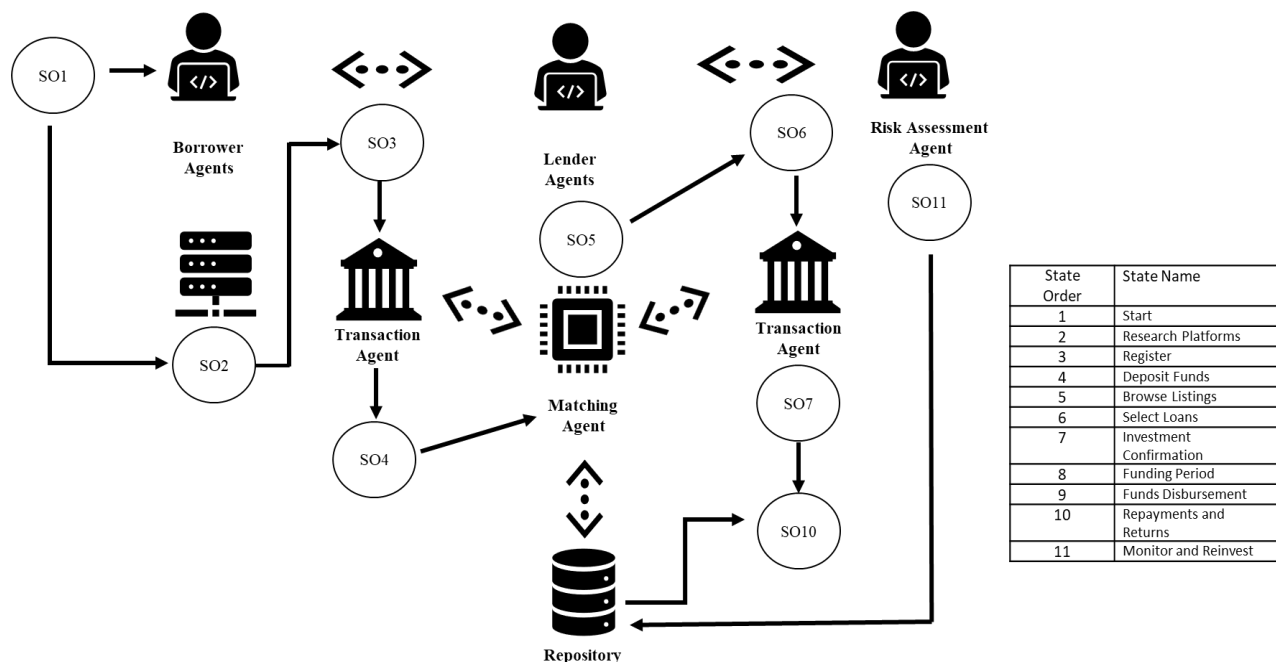 SO1
</>
Borrower
Agents
SO3
</>
Lender
Agents
SO6
</>
Risk Assessment
Agent
SO11
SO5
Transaction
Agent
SO2
Matching
Agent
Transaction
Agent
SO7
SO4
SO10
Repository
State Order State Name
1 Start
2 Research Platforms
3 Register
4 Deposit Funds
5 Browse Listings
6 Select Loans
7 Investment
Confirmation
8 Funding Period
9 Funds Disbursement
10 Repayments and
Returns
11 Monitor and Reinvest